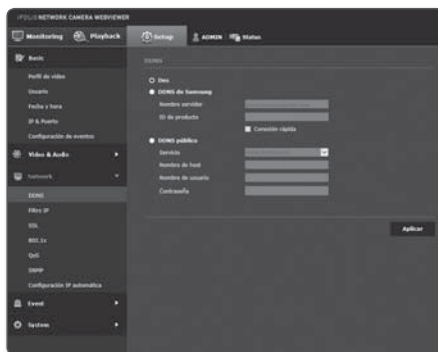 iPOLiS NETWORK CAMERA WEBVIEWER
Monitoring Playback Setup ADMIN Status
Basic
Perfil de vídeo
Usuario
Fecha y hora
IP & Puerto
Configuración de eventos
Video & Audio
Network
DDNS
Filtro IP
SSL
802.1x
QoS
SNMP
Configuración IP automática
Event
System
DDNS
Des
DDNS de Samsung
Nombre servidor
ID de producto
Conexión rápida
DDNS público
Servicio
Nombre de host
Nombre de usuario
Contraseña
Aplicar